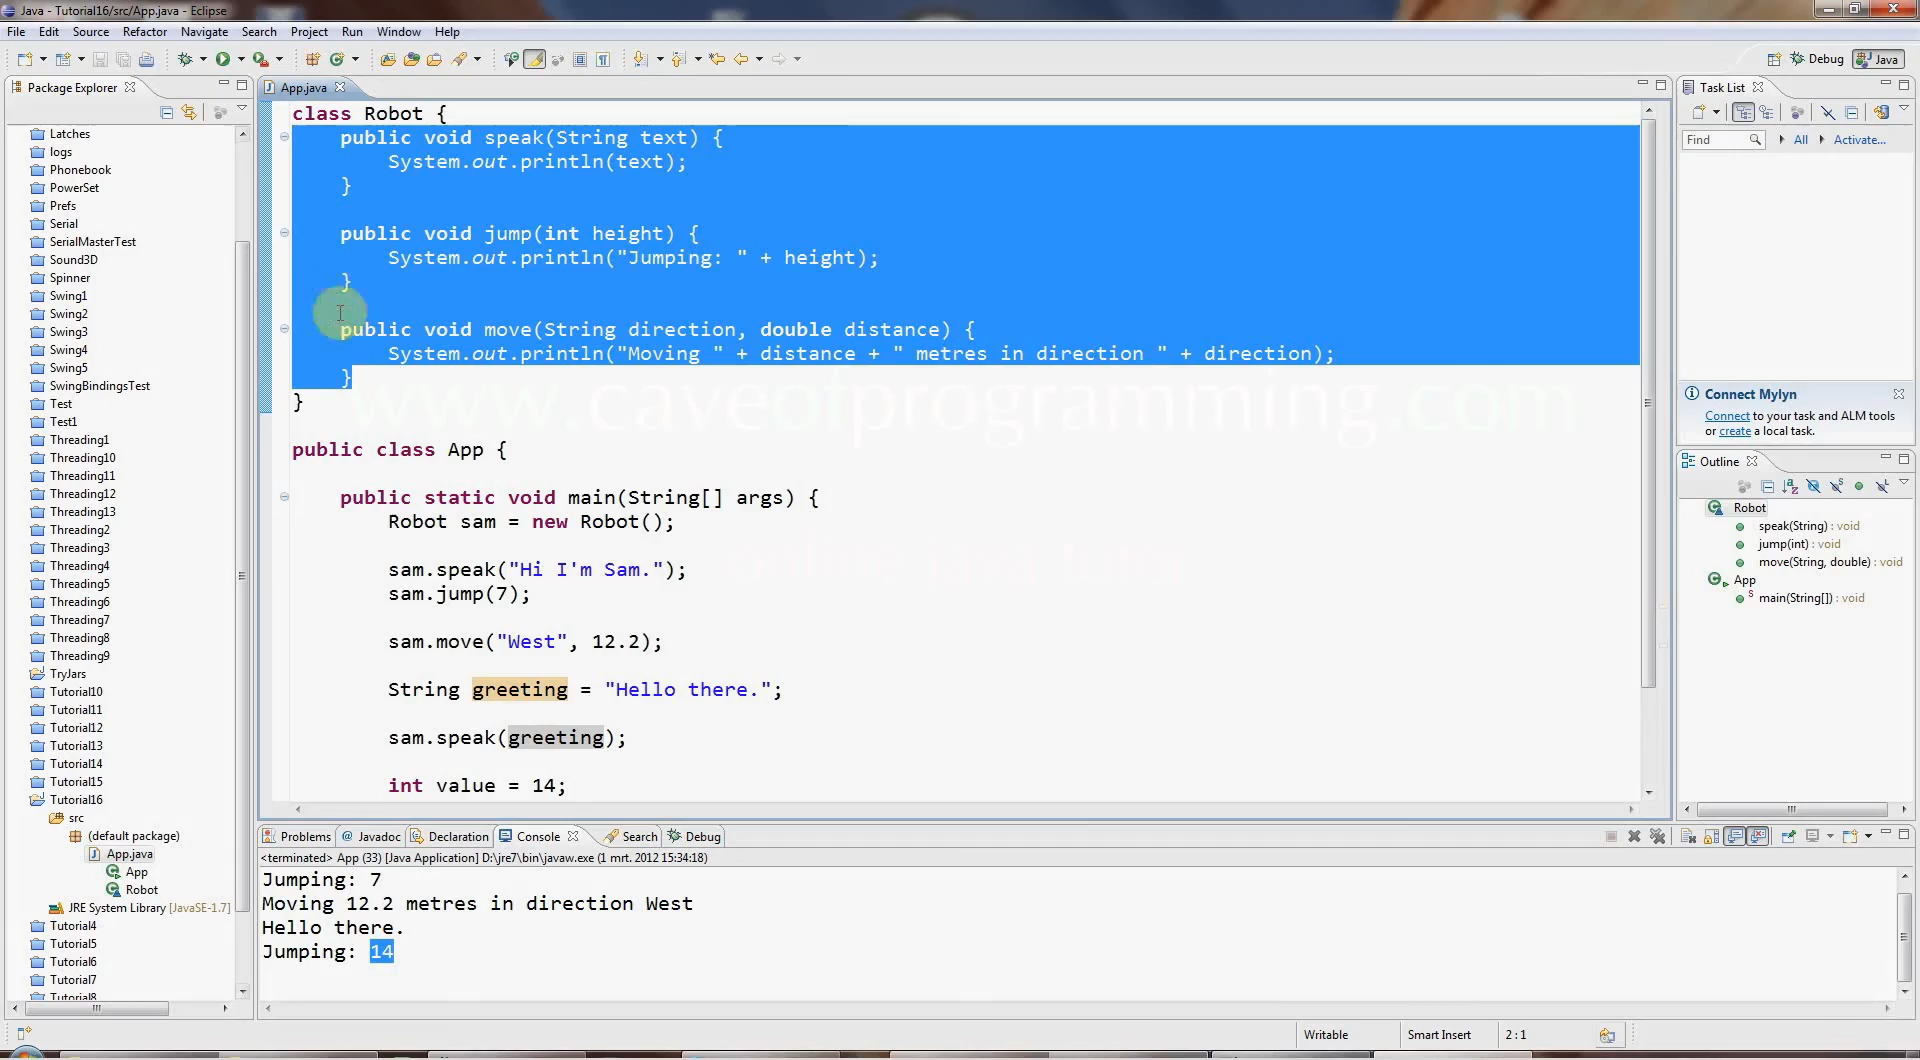 Java - Tutorial16/src/App.java - Eclipse
File Edit Source Refactor Navigate Search Project Run Window Help
Debug Java
Package Explorer
Latches
logs
Phonebook
PowerSet
Prefs
Serial
SerialMasterTest
Sound3D
Spinner
Swing1
Swing2
Swing3
Swing4
Swing5
SwingBindingsTest
Test
Test1
Threading1
Threading10
Threading11
Threading12
Threading13
Threading2
Threading3
Threading4
Threading5
Threading6
Threading7
Threading8
Threading9
TryJars
Tutorial10
Tutorial11
Tutorial12
Tutorial13
Tutorial14
Tutorial15
Tutorial16
src
(default package)
App.java
App
Robot
JRE System Library [JavaSE-1.7]
Tutorial4
Tutorial5
Tutorial6
Tutorial7
Tutorial8
App.java
class Robot {
public void speak(String text) {
System.out.println(text);
}
public void jump(int height) {
System.out.println("Jumping: " + height);
}
public void move(String direction, double distance) {
System.out.println("Moving " + distance + " metres in direction " + direction);
}
}
www.caveofprogramming.com
public class App {
public static void main(String[] args) {
Robot sam = new Robot();
sam.speak("Hi I'm Sam.");
sam.jump(7);
sam.move("West", 12.2);
String greeting = "Hello there.";
sam.speak(greeting);
int value = 14;
Task List
Find All Activate...
Connect Mylyn
Connect to your task and ALM tools
or create a local task.
Outline
Robot
speak(String) : void
jump(int) : void
move(String, double) : void
App
main(String[]) : void
Problems @ Javadoc Declaration Console Search Debug
<terminated> App (33) [Java Application] D:\jre7\bin\javaw.exe (1 mrt. 2012 15:34:18)
Jumping: 7
Moving 12.2 metres in direction West
Hello there.
Jumping: 14
Writable Smart Insert 2 : 1